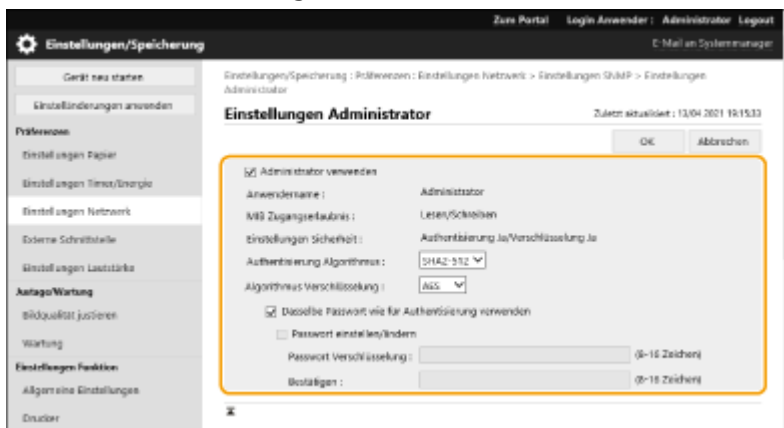 Zum Portal Login Anwender : Administrator Logout
Einstellungen/Speicherung
E-Mail an Systemmanager
Gerät neu starten
Einstelländerungen anwenden
Präferenzen
Einstellungen Papier
Einstellungen Timer/Energie
Einstellungen Netzwerk
Externe Schnittstelle
Einstellungen Lautstärke
Justage/Wartung
Bildqualität justieren
Wartung
Einstellungen Funktion
Allgemeine Einstellungen
Drucker
Einstellungen/Speicherung : Präferenzen : Einstellungen Netzwerk > Einstellungen SNMP > Einstellungen
Administrator
Einstellungen Administrator
Zuletzt aktualisiert : 13/04 2021 19:15:33
OK Abbrechen
Administrator verwenden
Anwendername : Administrator
MIB Zugangserlaubnis : Lesen/Schreiben
Einstellungen Sicherheit : Authentisierung Ja/Verschlüsselung Ja
Authentisierung Algorithmus : SHA2-512
Algorithmus Verschlüsselung : AES
Dasselbe Passwort wie für Authentisierung verwenden
Passwort einstellen/ändern
Passwort Verschlüsselung : (6-16 Zeichen)
Bestätigen : (6-16 Zeichen)